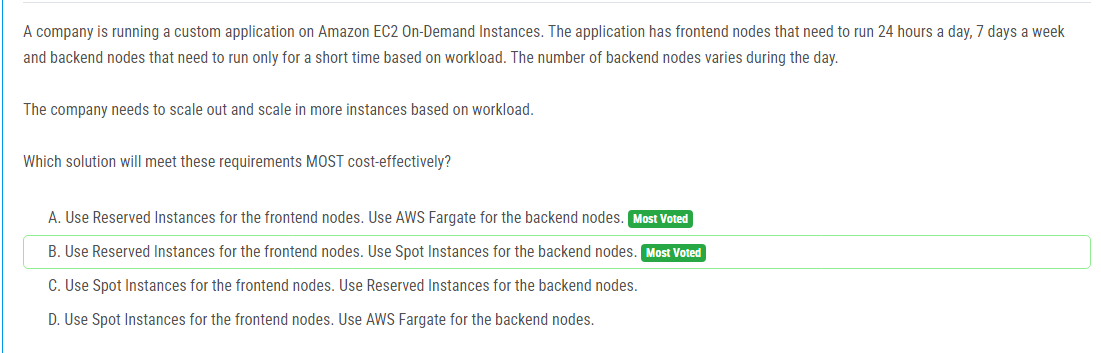 A company is running a custom application on Amazon EC2 On-Demand Instances. The application has frontend nodes that need to run 24 hours a day, 7 days a week
and backend nodes that need to run only for a short time based on workload. The number of backend nodes varies during the day.
The company needs to scale out and scale in more instances based on workload.
Which solution will meet these requirements MOST cost-effectively?
A. Use Reserved Instances for the frontend nodes. Use AWS Fargate for the backend nodes. Most Voted
B. Use Reserved Instances for the frontend nodes. Use Spot Instances for the backend nodes. Most Voted
C. Use Spot Instances for the frontend nodes. Use Reserved Instances for the backend nodes.
D. Use Spot Instances for the frontend nodes. Use AWS Fargate for the backend nodes.